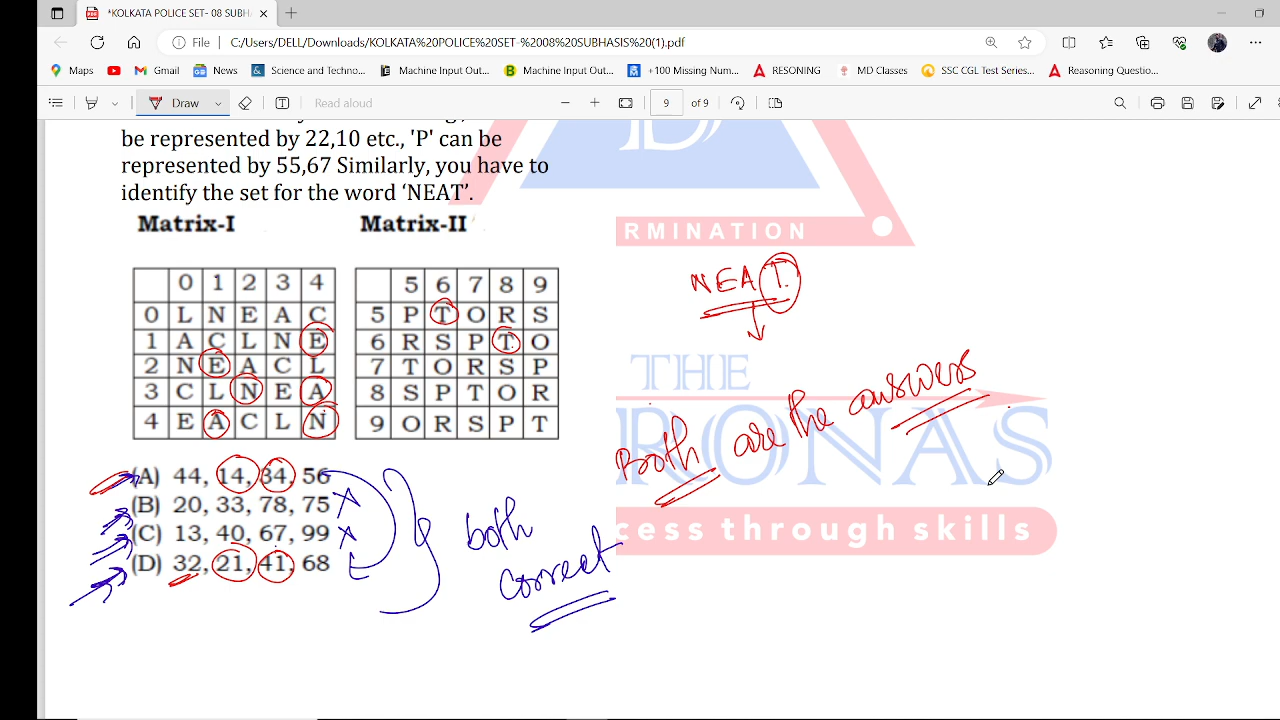 *KOLKATA POLICE SET- 08 SUBH
File C:/Users/DELL/Downloads/KOLKATA%20POLICE%20SET-%2008%20SUBHASIS%20(1).pdf
Maps Gmail News Science and Techno... Machine Input Out... Machine Input Out... +100 Missing Num... RESONING MD Classes SSC CGL Test Series... Reasoning Questio...
Draw Read aloud 9 of 9
be represented by 22,10 etc., 'P' can be
represented by 55,67 Similarly, you have to
identify the set for the word ‘NEAT’.
RMINATION
Matrix-I Matrix-II
NEAT
0 1 2 3 4 5 6 7 8 9
0 L N E A C 5 P T O R S
1 A C L N E 6 R S P T O
2 N E A C L 7 T O R S P
3 C L N E A 8 S P T O R
4 E A C L N 9 O R S P T
THE
RONAS
Both are the answers
(A) 44, 14, 34, 56
(B) 20, 33, 78, 75
(C) 13, 40, 67, 99
(D) 32, 21, 41, 68
both
correct
cess through skills